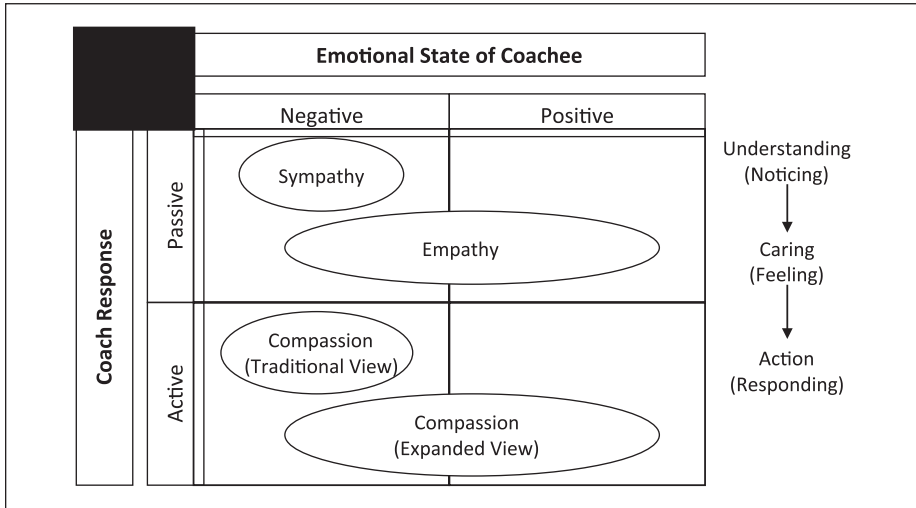 Emotional State of Coachee
Negative
Positive
Coach Response
Passive
Sympathy
Empathy
Active
Compassion
(Traditional View)
Compassion
(Expanded View)
Understanding
(Noticing)
Caring
(Feeling)
Action
(Responding)